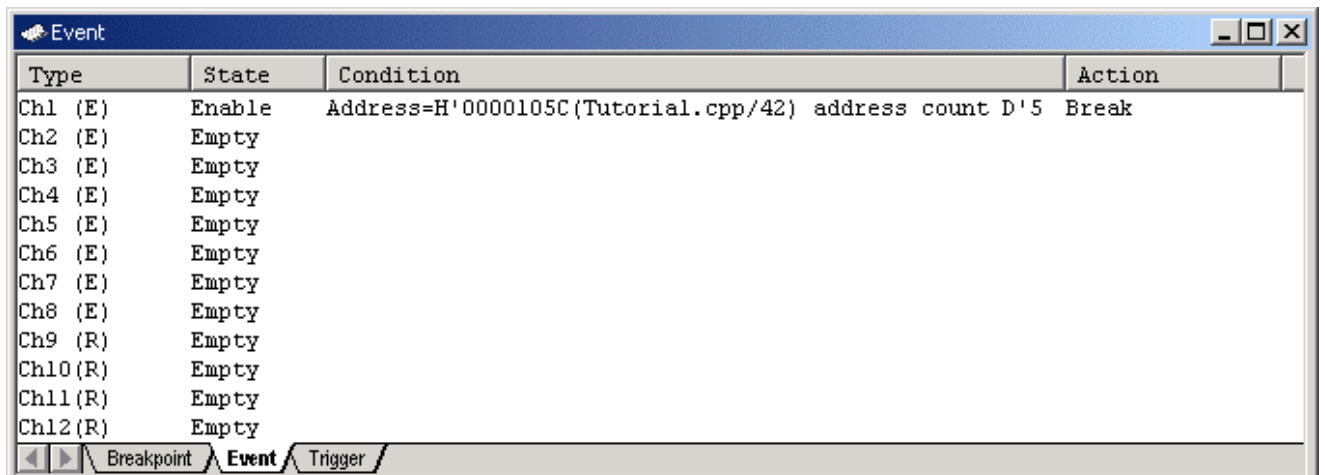 Event
Type State Condition Action
Ch1 (E) Enable Address=H'0000105C(Tutorial.cpp/42) address count D'5 Break
Ch2 (E) Empty
Ch3 (E) Empty
Ch4 (E) Empty
Ch5 (E) Empty
Ch6 (E) Empty
Ch7 (E) Empty
Ch8 (E) Empty
Ch9 (R) Empty
Ch10(R) Empty
Ch11(R) Empty
Ch12(R) Empty
Breakpoint Event Trigger